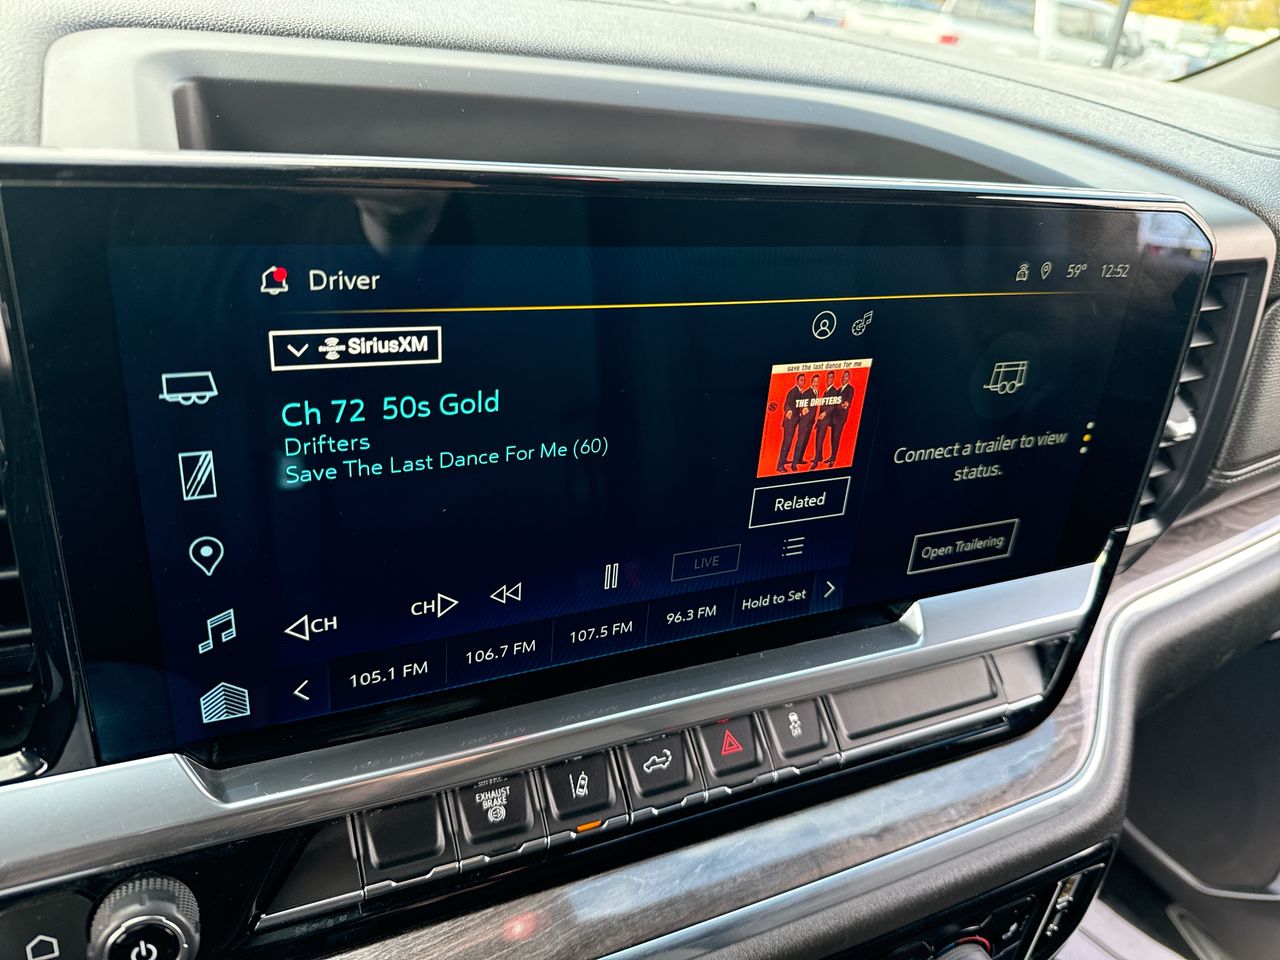 Driver
59° 12:52
SiriusXM
Ch 72 50s Gold
Drifters
Save The Last Dance For Me (60)
save the last dance for me
THE DRIFTERS
Related
Connect a trailer to view
status.
Open Trailering
CH
CH
LIVE
105.1 FM
106.7 FM
107.5 FM
96.3 FM
Hold to Set
EXHAUST
BRAKE